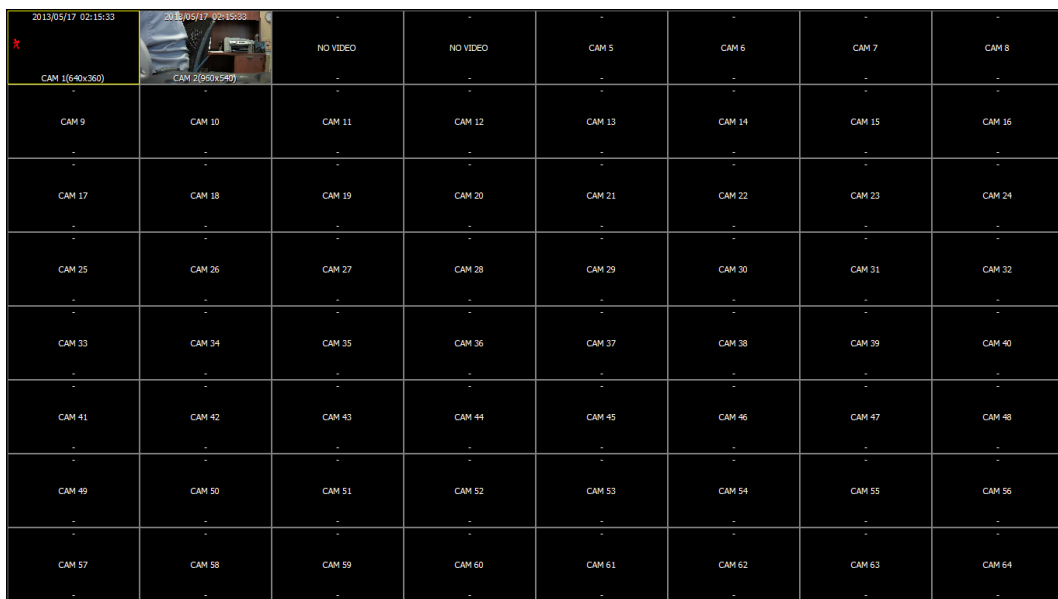 2013/05/17 02:15:33
CAM 1(640x360)
2013/05/17 02:15:33
CAM 2(960x540)
-
NO VIDEO
-
-
NO VIDEO
-
-
CAM 5
-
-
CAM 6
-
-
CAM 7
-
-
CAM 8
-
-
CAM 9
-
-
CAM 10
-
-
CAM 11
-
-
CAM 12
-
-
CAM 13
-
-
CAM 14
-
-
CAM 15
-
-
CAM 16
-
-
CAM 17
-
-
CAM 18
-
-
CAM 19
-
-
CAM 20
-
-
CAM 21
-
-
CAM 22
-
-
CAM 23
-
-
CAM 24
-
-
CAM 25
-
-
CAM 26
-
-
CAM 27
-
-
CAM 28
-
-
CAM 29
-
-
CAM 30
-
-
CAM 31
-
-
CAM 32
-
-
CAM 33
-
-
CAM 34
-
-
CAM 35
-
-
CAM 36
-
-
CAM 37
-
-
CAM 38
-
-
CAM 39
-
-
CAM 40
-
-
CAM 41
-
-
CAM 42
-
-
CAM 43
-
-
CAM 44
-
-
CAM 45
-
-
CAM 46
-
-
CAM 47
-
-
CAM 48
-
-
CAM 49
-
-
CAM 50
-
-
CAM 51
-
-
CAM 52
-
-
CAM 53
-
-
CAM 54
-
-
CAM 55
-
-
CAM 56
-
-
CAM 57
-
-
CAM 58
-
-
CAM 59
-
-
CAM 60
-
-
CAM 61
-
-
CAM 62
-
-
CAM 63
-
-
CAM 64
-